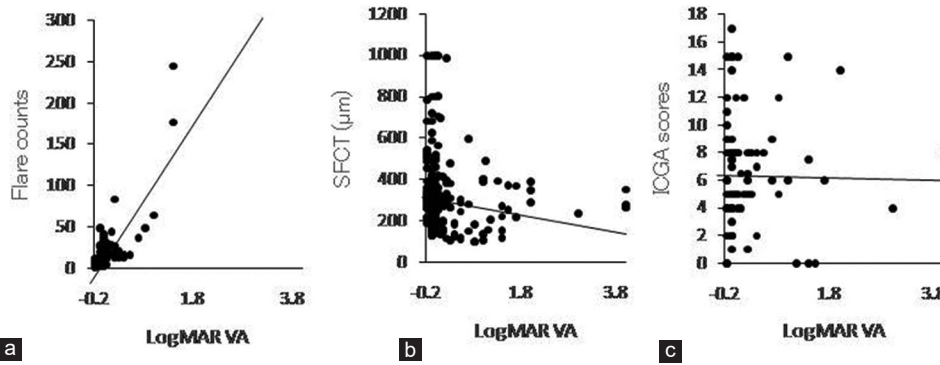 Flare counts
300
250
200
150
100
50
0
-0.2 1.8 3.8
LogMAR VA
a
SFCT (µm)
1200
1000
800
600
400
200
0
-0.2 1.8 3.8
LogMAR VA
b
ICGA scores
18
16
14
12
10
8
6
4
2
0
-0.2 1.8 3.8
LogMAR VA
c